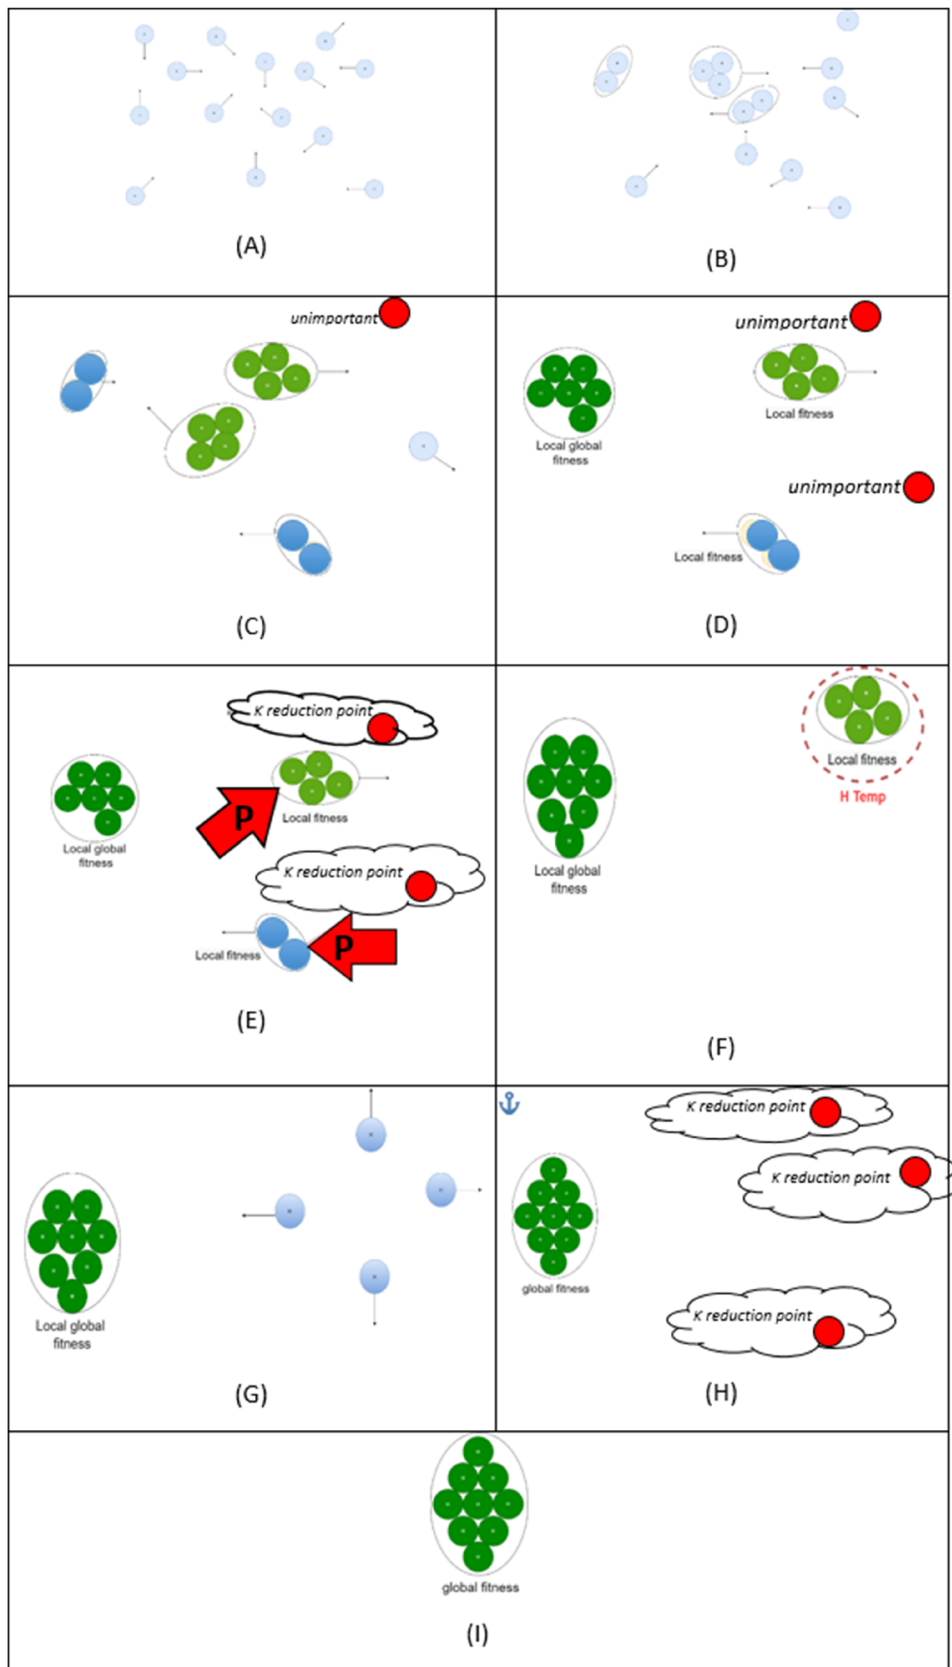 (A)
(B)
unimportant
(C)
unimportant
Local fitness
Local global
fitness
unimportant
Local fitness
(D)
K reduction point
P
Local fitness
Local global
fitness
K reduction point
P
Local fitness
(E)
Local fitness
H Temp
Local global
fitness
(F)
Local global
fitness
(G)
K reduction point
K reduction point
global fitness
K reduction point
(H)
global fitness
(I)